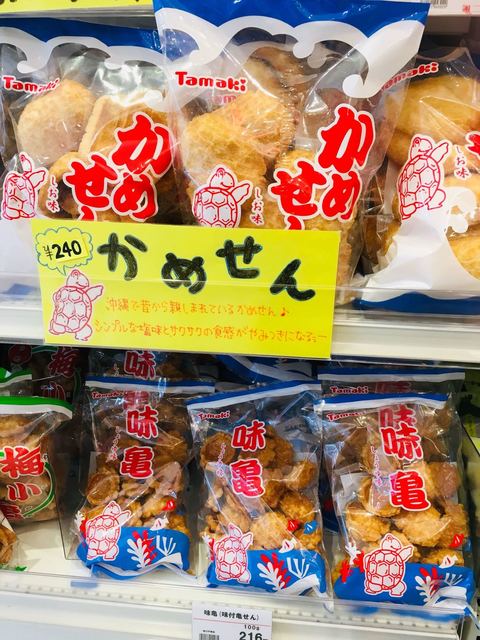 Tamaki
かめ
せん
しお味
Tamaki
かめ
せん
しお味
Tamaki
しお味
¥240
かめせん
沖縄で昔から親しまれているかめせん♪
シンプルな塩味とサクサクの食感がやみつきになるぅー
Tamaki
味
亀
Tamaki
味
亀
Tamaki
味
亀
梅
味亀(味付亀せん)
100g
216